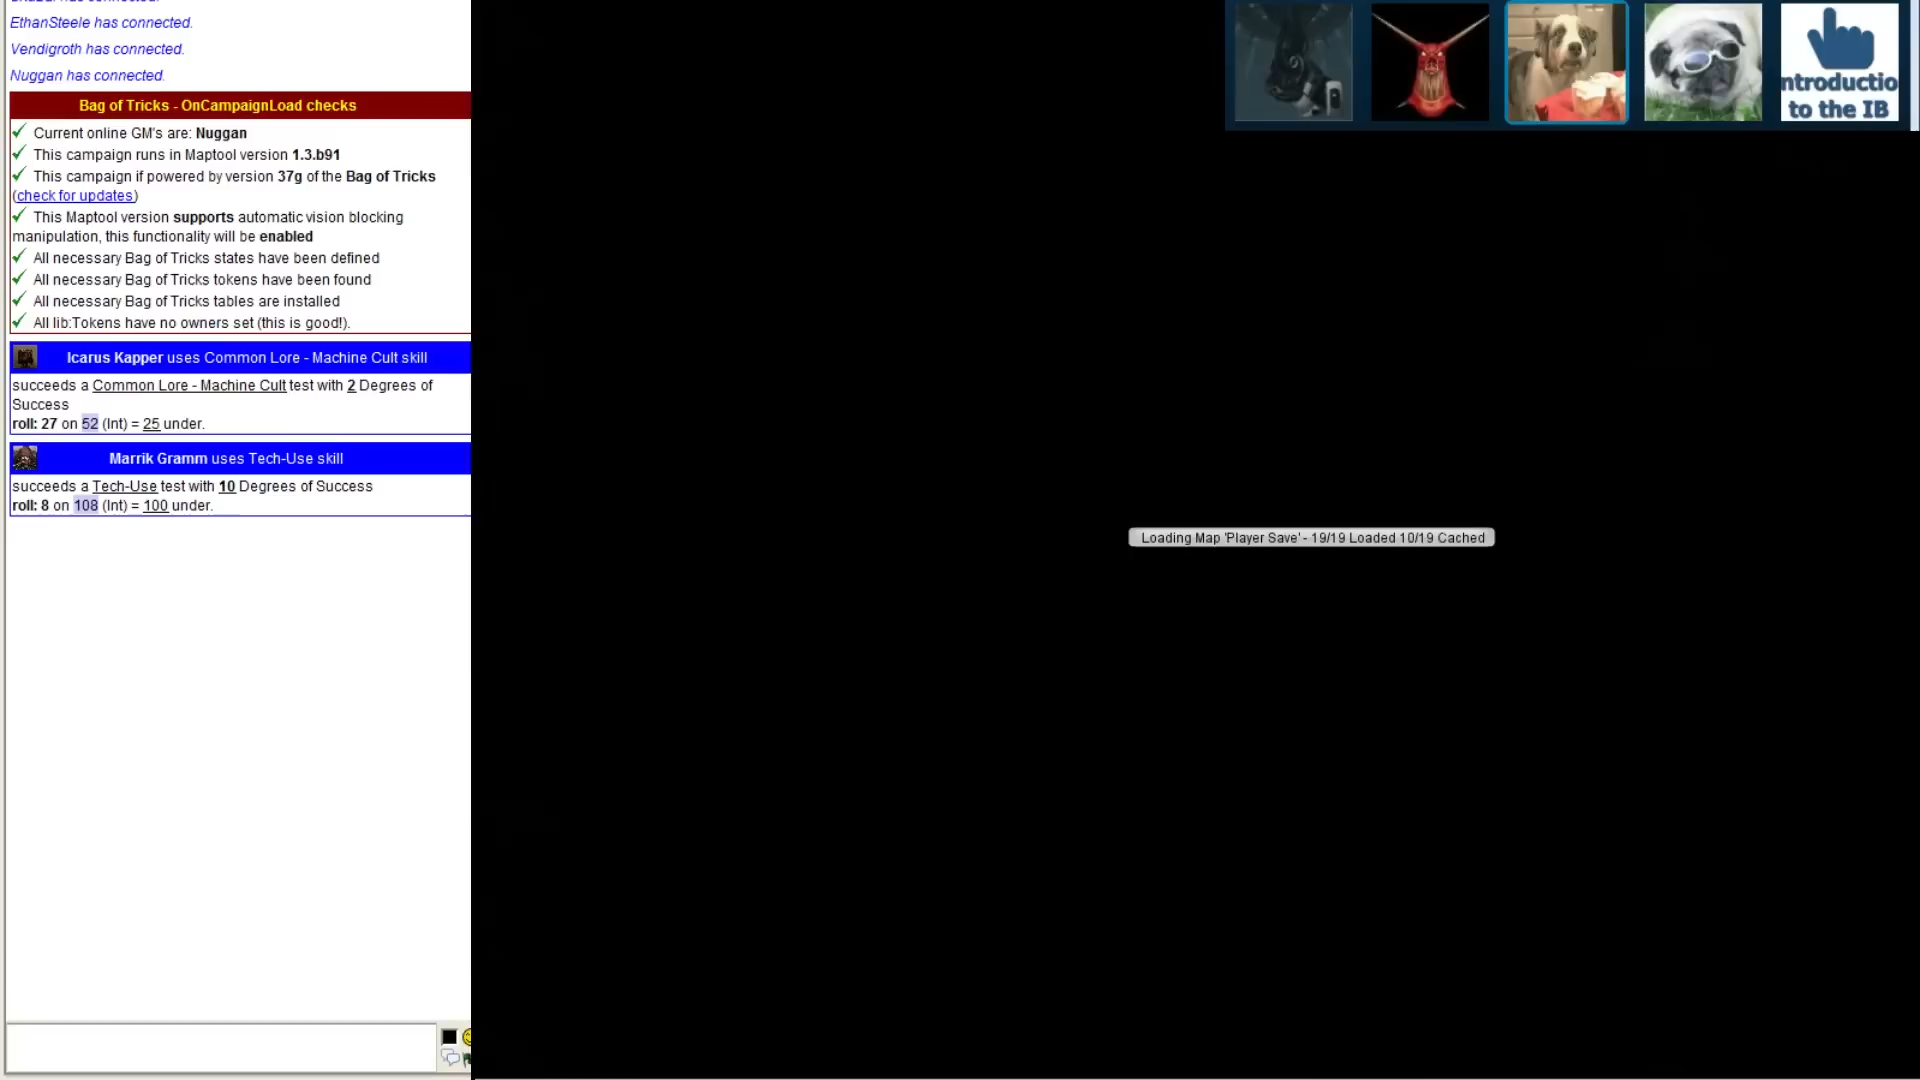 EthanSteele has connected.
Vendigroth has connected.
Nuggan has connected.
Bag of Tricks - OnCampaignLoad checks
Current online GM's are: Nuggan
This campaign runs in Maptool version 1.3.b91
This campaign if powered by version 37g of the Bag of Tricks
(check for updates)
This Maptool version supports automatic vision blocking
manipulation, this functionality will be enabled
All necessary Bag of Tricks states have been defined
All necessary Bag of Tricks tokens have been found
All necessary Bag of Tricks tables are installed
All lib:Tokens have no owners set (this is good!).
Icarus Kapper uses Common Lore - Machine Cult skill
succeeds a Common Lore - Machine Cult test with 2 Degrees of
Success
roll: 27 on 52 (Int) = 25 under.
Marrik Gramm uses Tech-Use skill
succeeds a Tech-Use test with 10 Degrees of Success
roll: 8 on 108 (Int) = 100 under.
ntroductio
to the IB
Loading Map 'Player Save' - 19/19 Loaded 10/19 Cached